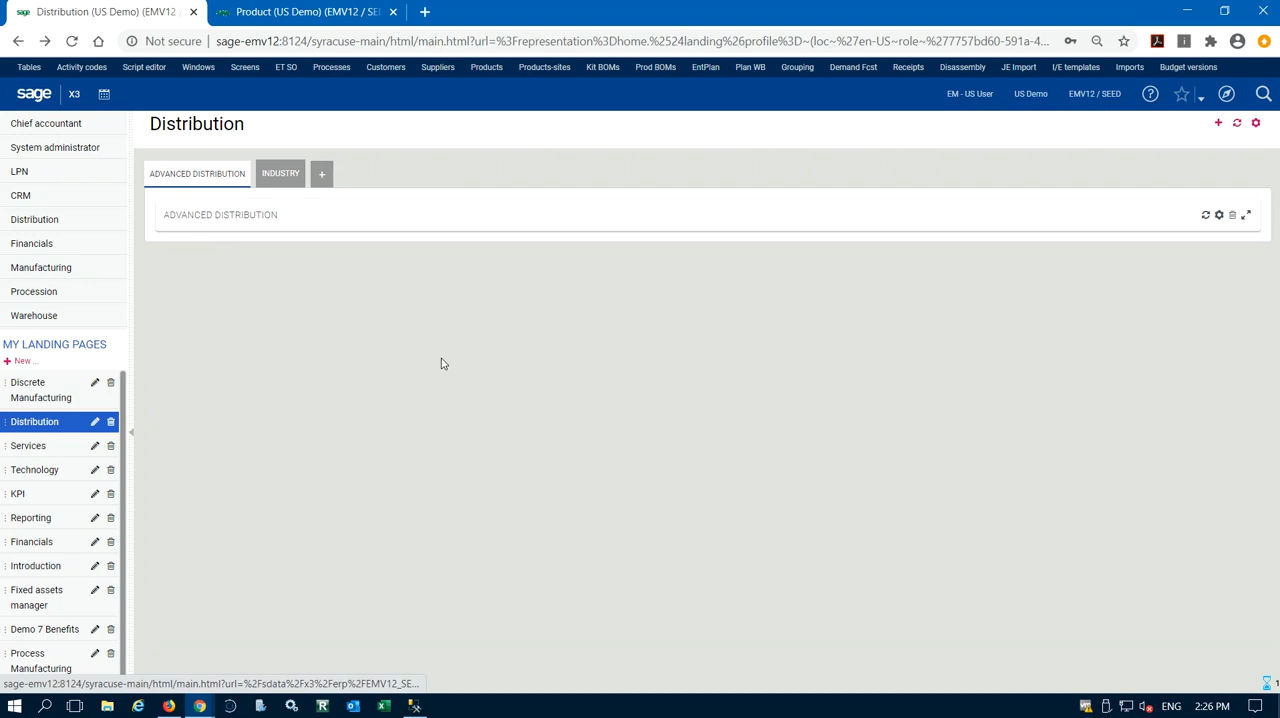 Distribution (US Demo) (EMV12 /
Product (US Demo) (EMV12 / SEE
Not secure
sage-emv12:8124/syracuse-main/html/main.html?url=%3Frepresentation%3Dhome.%2524landing%26profile%3D~(loc~%27en-US~role~%277757bd60-591a-4...
Tables Activity codes Script editor Windows Screens ET SO Processes Customers Suppliers Products Products-sites Kit BOMs Prod BOMs EntPlan Plan WB Grouping Demand Fcst Receipts Disassembly JE Import I/E templates Imports Budget versions
sage X3
EM - US User US Demo EMV12 / SEED
Chief accountant
System administrator
LPN
CRM
Distribution
Financials
Manufacturing
Procession
Warehouse
MY LANDING PAGES
New ...
Discrete
Manufacturing
Distribution
Services
Technology
KPI
Reporting
Financials
Introduction
Fixed assets
manager
Demo 7 Benefits
Process
Manufacturing
Distribution
ADVANCED DISTRIBUTION INDUSTRY +
ADVANCED DISTRIBUTION
sage-emv12:8124/syracuse-main/html/main.html?url=%2Fsdata%2Fx3%2Ferp%2FEMV12_SE...
1
ENG 2:26 PM